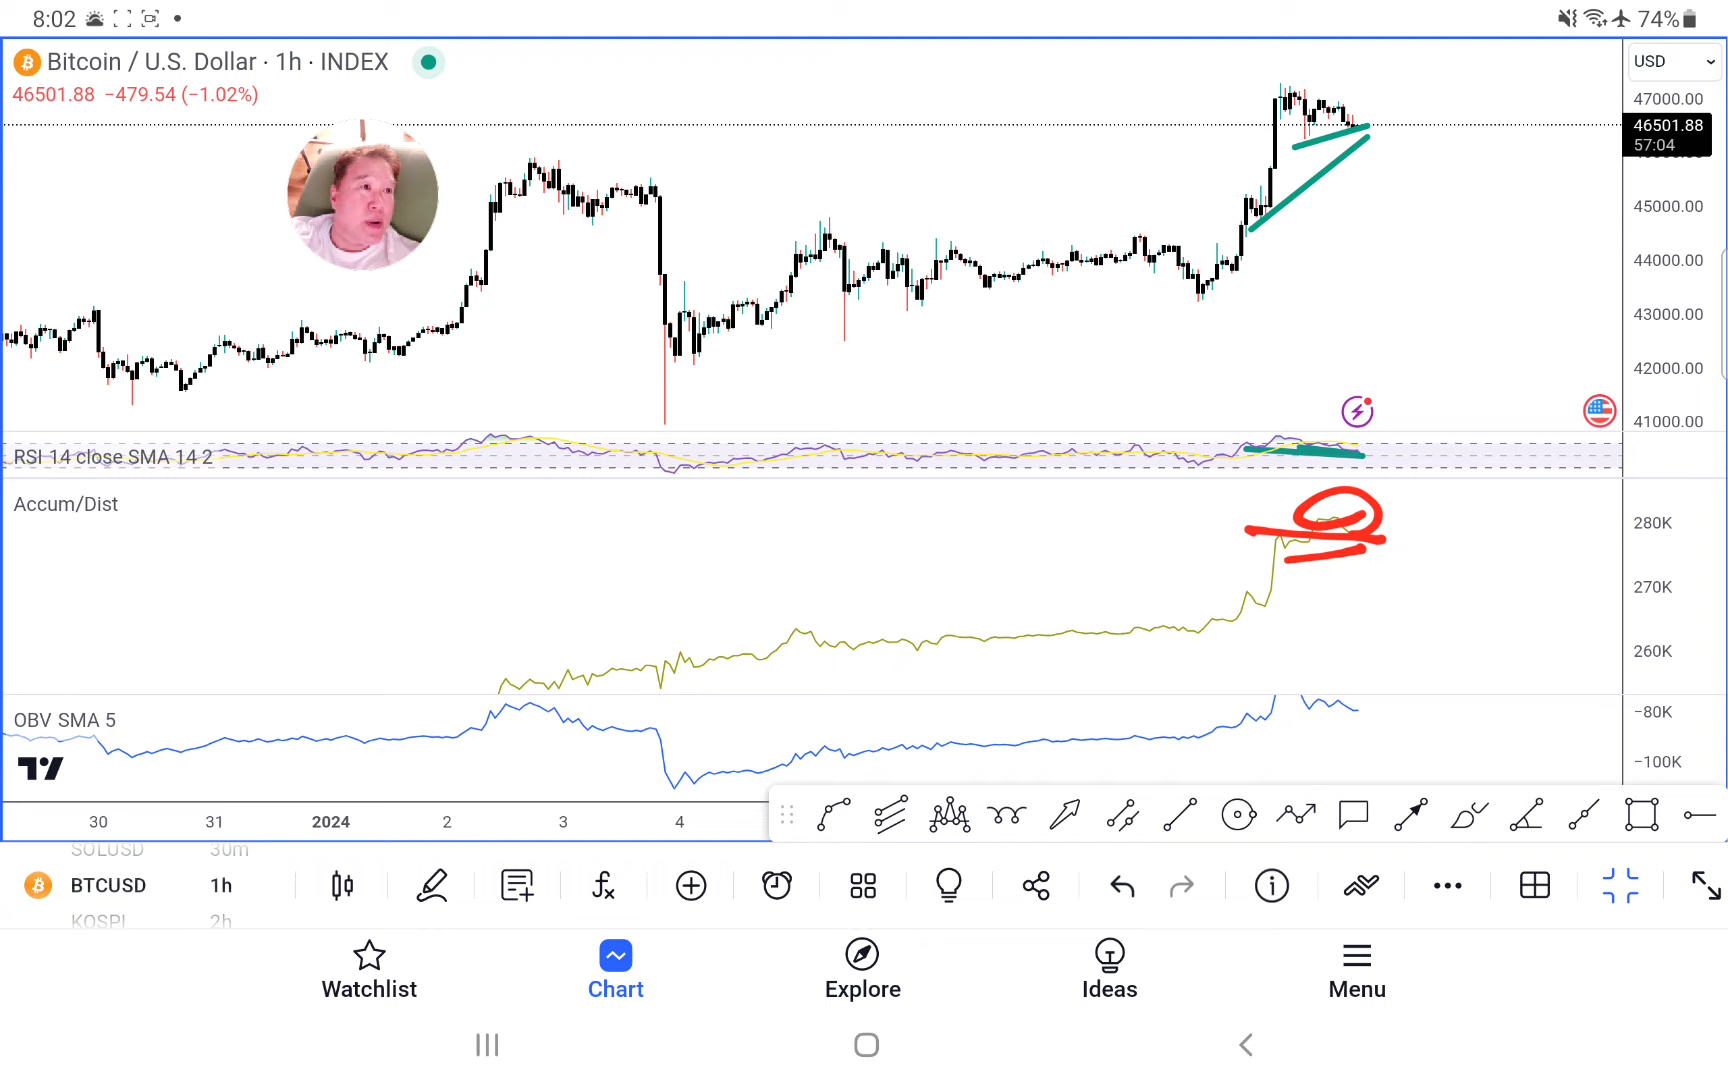 8:02
74%
Bitcoin / U.S. Dollar · 1h · INDEX
46501.88 −479.54 (−1.02%)
USD
47000.00
46501.88
57:04
45000.00
44000.00
43000.00
42000.00
41000.00
RSI 14 close SMA 14 2
Accum/Dist
280K
270K
260K
OBV SMA 5
−80K
−100K
30 31 2024 2 3 4
SOLUSD 30m
BTCUSD 1h
KOSPI 2h
Watchlist Chart Explore Ideas Menu